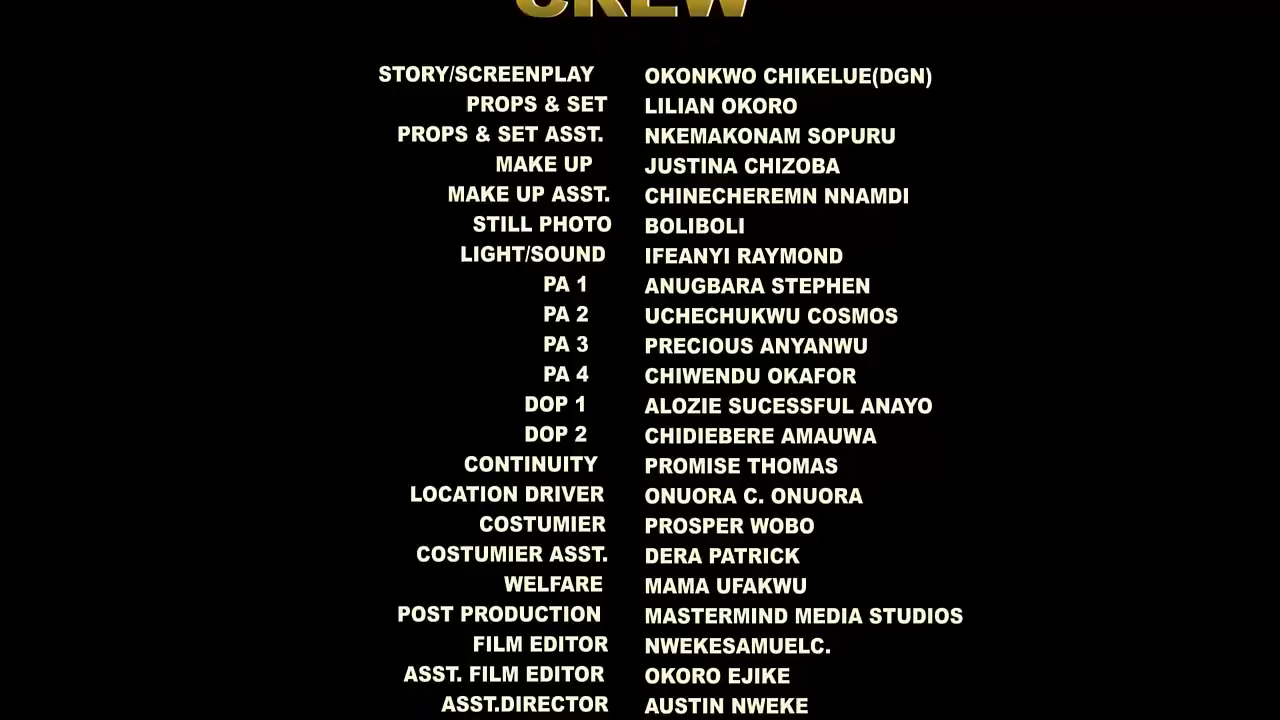 CREW
STORY/SCREENPLAY OKONKWO CHIKELUE(DGN)
PROPS & SET LILIAN OKORO
PROPS & SET ASST. NKEMAKONAM SOPURU
MAKE UP JUSTINA CHIZOBA
MAKE UP ASST. CHINECHEREMN NNAMDI
STILL PHOTO BOLIBOLI
LIGHT/SOUND IFEANYI RAYMOND
PA 1 ANUGBARA STEPHEN
PA 2 UCHECHUKWU COSMOS
PA 3 PRECIOUS ANYANWU
PA 4 CHIWENDU OKAFOR
DOP 1 ALOZIE SUCESSFUL ANAYO
DOP 2 CHIDIEBERE AMAUWA
CONTINUITY PROMISE THOMAS
LOCATION DRIVER ONUORA C. ONUORA
COSTUMIER PROSPER WOBO
COSTUMIER ASST. DERA PATRICK
WELFARE MAMA UFAKWU
POST PRODUCTION MASTERMIND MEDIA STUDIOS
FILM EDITOR NWEKESAMUELC.
ASST. FILM EDITOR OKORO EJIKE
ASST.DIRECTOR AUSTIN NWEKE